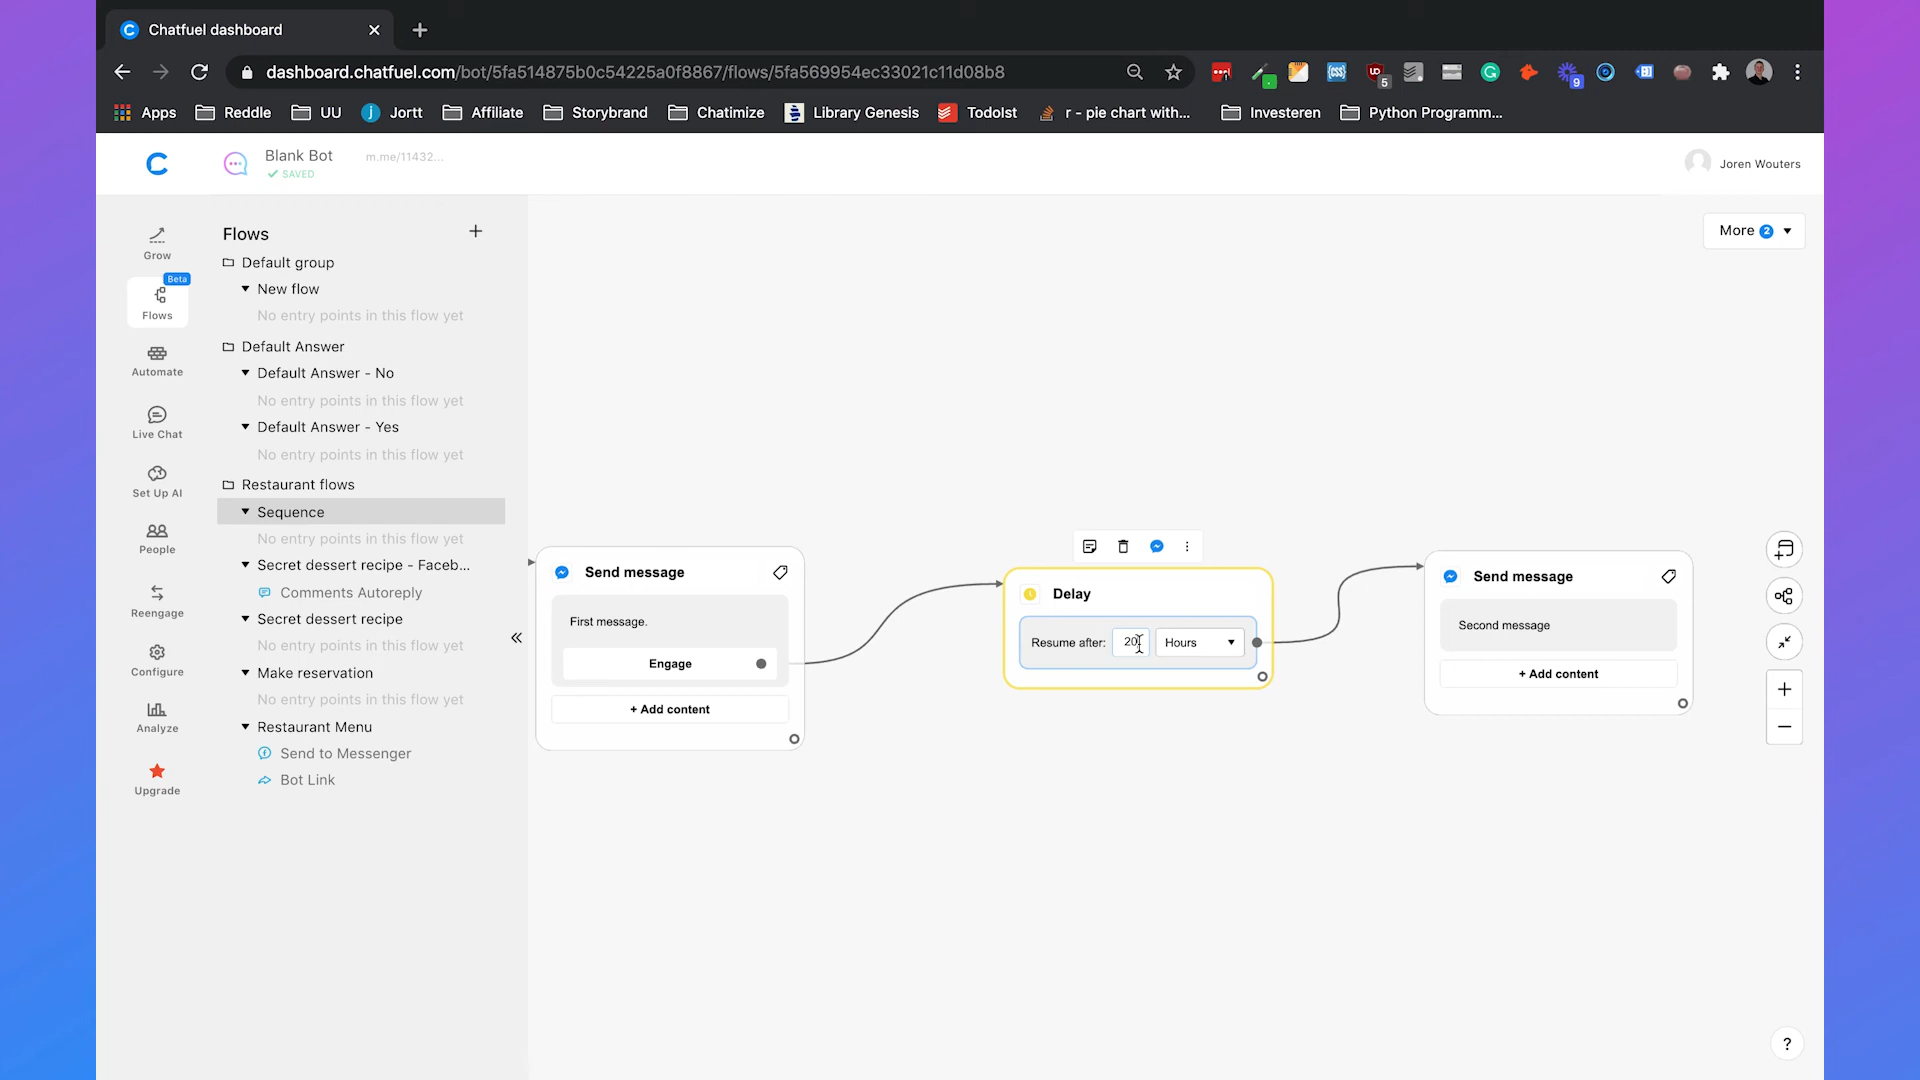 Chatfuel dashboard
dashboard.chatfuel.com/bot/5fa514875b0c54225a0f8867/flows/5fa569954ec33021c11d08b8
5
9
Apps
Reddle
UU
Jortt
Affiliate
Storybrand
Chatimize
Library Genesis
TodoIst
r - pie chart with...
Investeren
Python Programm...
Blank Bot
m.me/11432...
SAVED
Joren Wouters
Grow
Beta
Flows
Automate
Live Chat
Set Up AI
People
Reengage
Configure
Analyze
Upgrade
Flows
Default group
New flow
No entry points in this flow yet
Default Answer
Default Answer - No
No entry points in this flow yet
Default Answer - Yes
No entry points in this flow yet
Restaurant flows
Sequence
No entry points in this flow yet
Secret dessert recipe - Faceb...
Comments Autoreply
Secret dessert recipe
No entry points in this flow yet
Make reservation
No entry points in this flow yet
Restaurant Menu
Send to Messenger
Bot Link
More 2
Send message
First message.
Engage
+ Add content
Delay
Resume after: 20 Hours
Send message
Second message
+ Add content
?